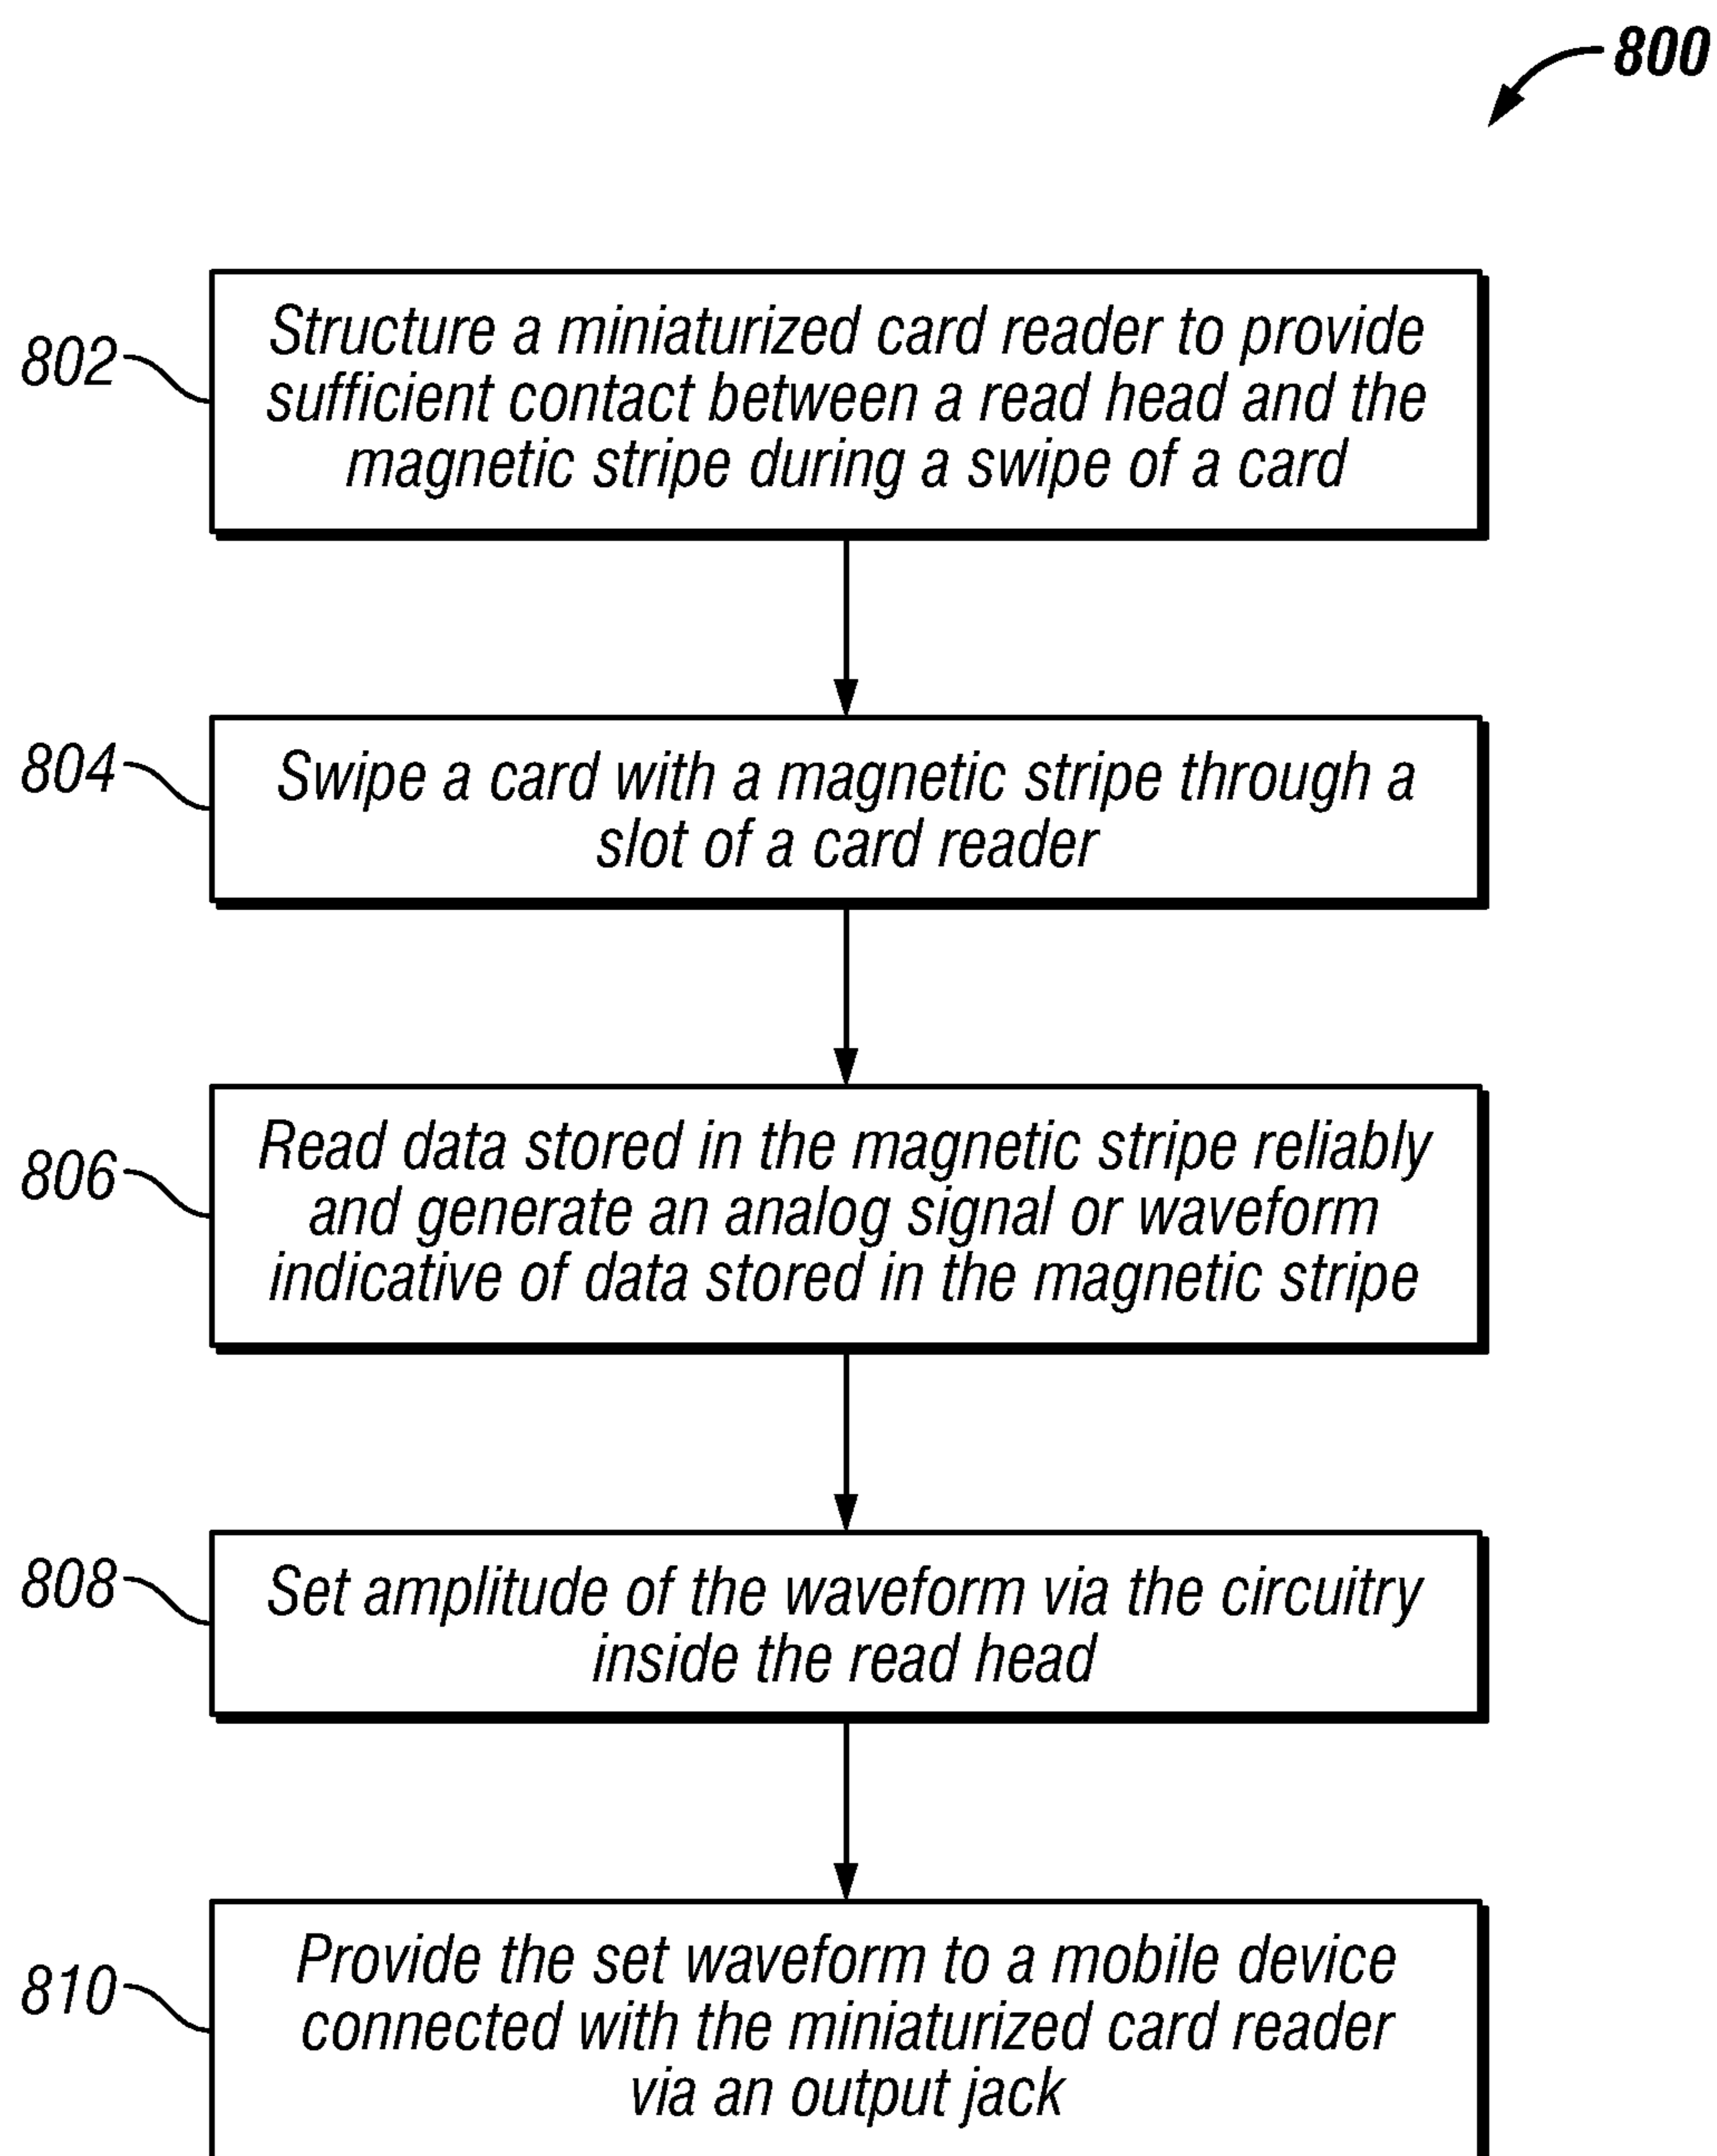 800
802
Structure a miniaturized card reader to provide
sufficient contact between a read head and the
magnetic stripe during a swipe of a card
804
Swipe a card with a magnetic stripe through a
slot of a card reader
806
Read data stored in the magnetic stripe reliably
and generate an analog signal or waveform
indicative of data stored in the magnetic stripe
808
Set amplitude of the waveform via the circuitry
inside the read head
810
Provide the set waveform to a mobile device
connected with the miniaturized card reader
via an output jack